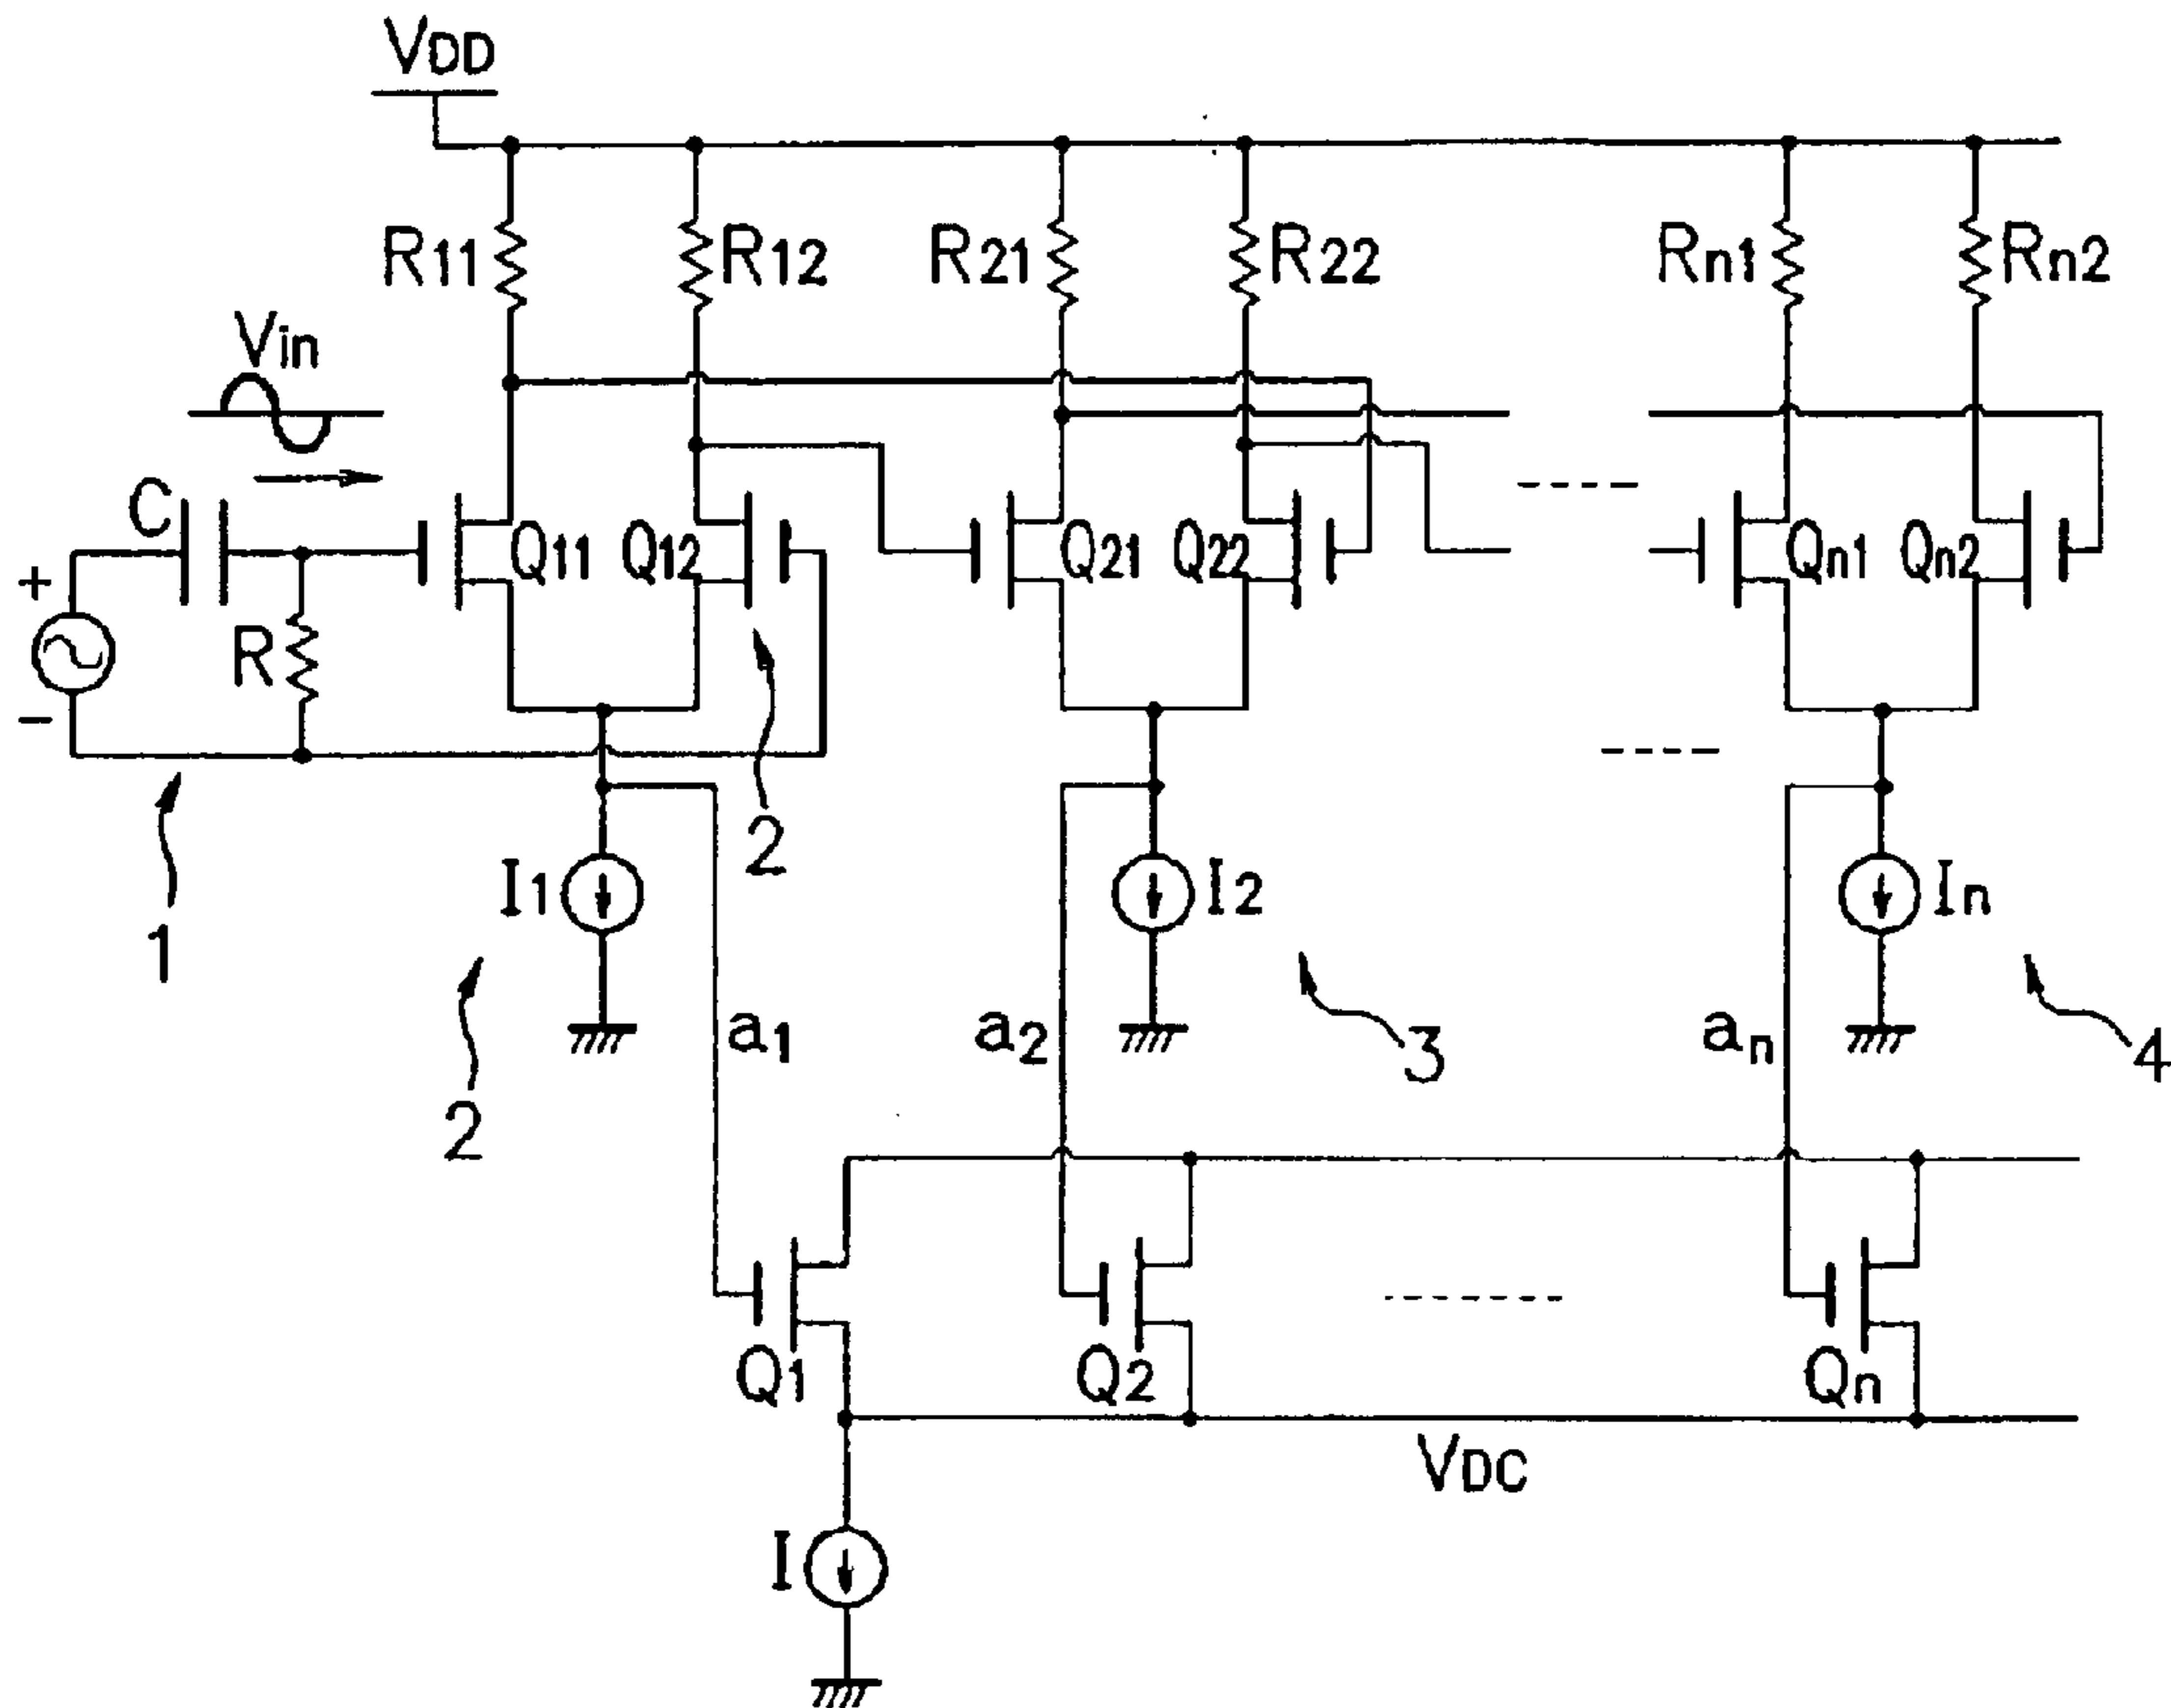 VDD
R11 R12 R21 R22 Rn1 Rn2
Vin
C
Q11 Q12 Q21 Q22 Qn1 Qn2
+
R
−
2
I1 I2 In
1
a1 a2 3 an 4
2
Q1 Q2 Qn
VDC
I